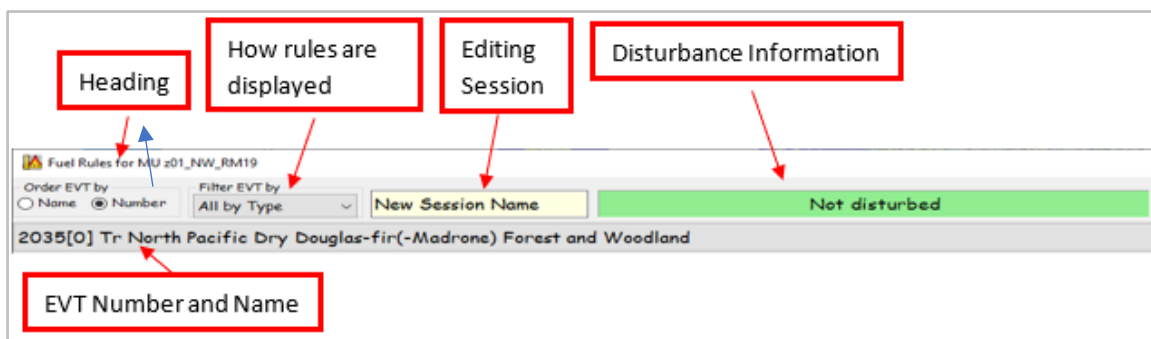 How rules are
displayed
Editing
Session
Disturbance Information
Heading
Fuel Rules for MU z01_NW_RM19
Order EVT by
Name Number
Filter EVT by
All by Type
New Session Name
Not disturbed
2035[0] Tr North Pacific Dry Douglas-fir(-Madrone) Forest and Woodland
EVT Number and Name